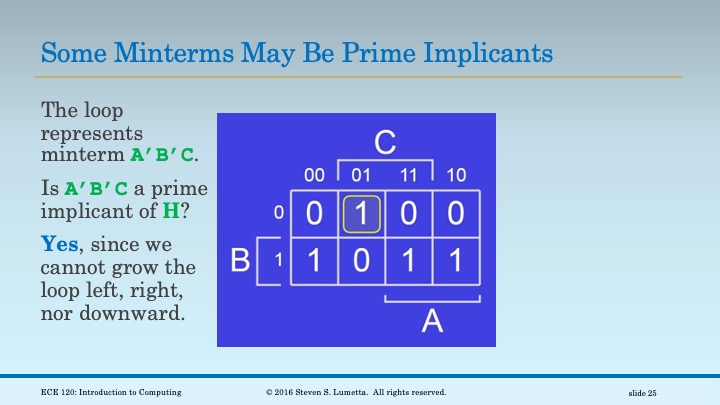 Some Minterms May Be Prime Implicants
The loop
represents
minterm A’B’C.
Is A’B’C a prime
implicant of H?
Yes, since we
cannot grow the
loop left, right,
nor downward.
C
00 01 11 10
0 0 1 0 0
B 1 1 0 1 1
A
ECE 120: Introduction to Computing © 2016 Steven S. Lumetta. All rights reserved. slide 25